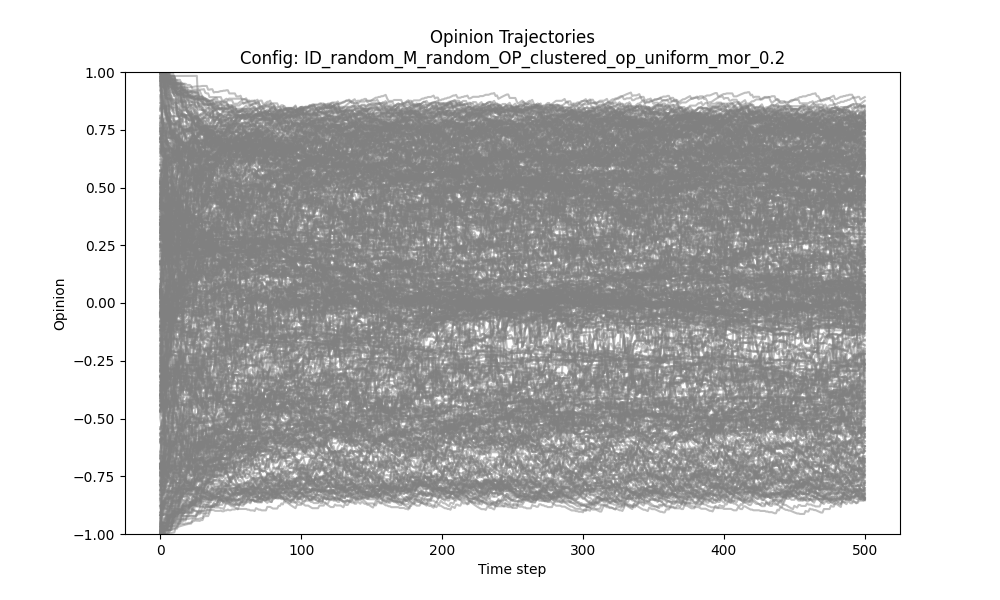 Opinion Trajectories
Config: ID_random_M_random_OP_clustered_op_uniform_mor_0.2
1.00
0.75
0.50
0.25
0.00
−0.25
−0.50
−0.75
−1.00
Opinion
0 100 200 300 400 500
Time step